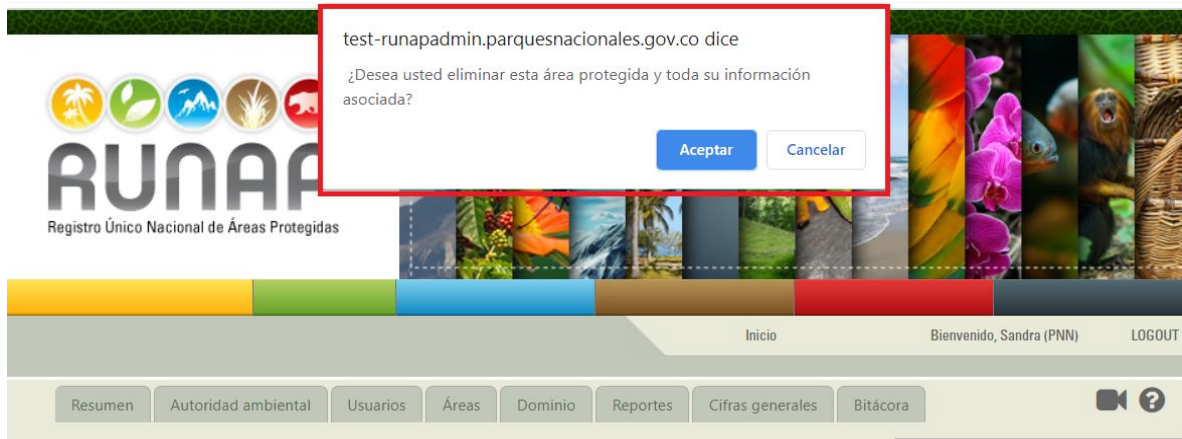 test-runapadmin.parquesnacionales.gov.co dice
¿Desea usted eliminar esta área protegida y toda su información
asociada?
Aceptar Cancelar
RUNAP
Registro Único Nacional de Áreas Protegidas
Inicio Bienvenido, Sandra (PNN) LOGOUT
Resumen Autoridad ambiental Usuarios Áreas Dominio Reportes Cifras generales Bitácora